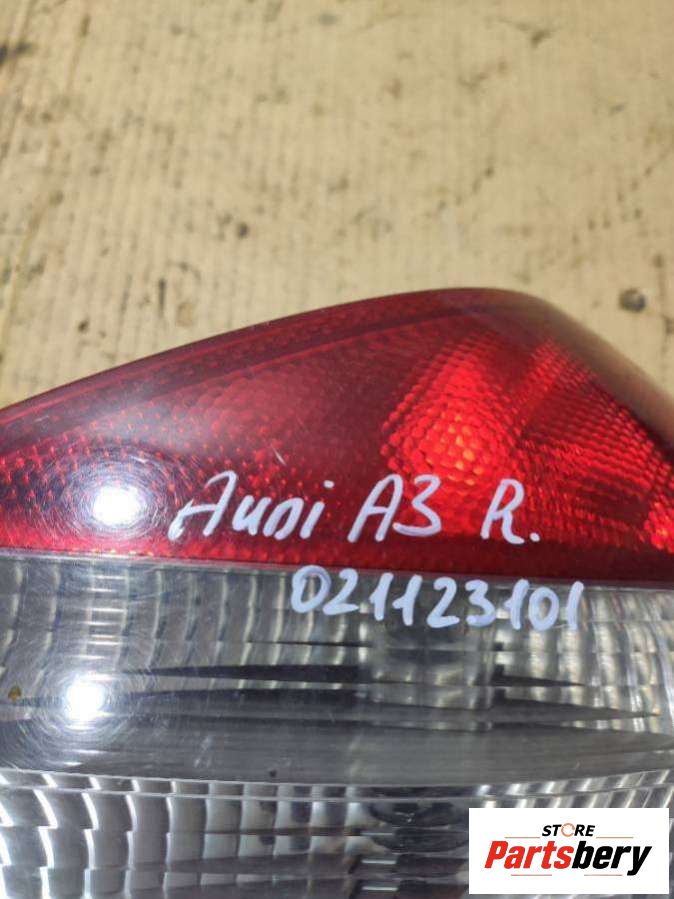 Audi A3 R.
021123101
STORE
Partsbery